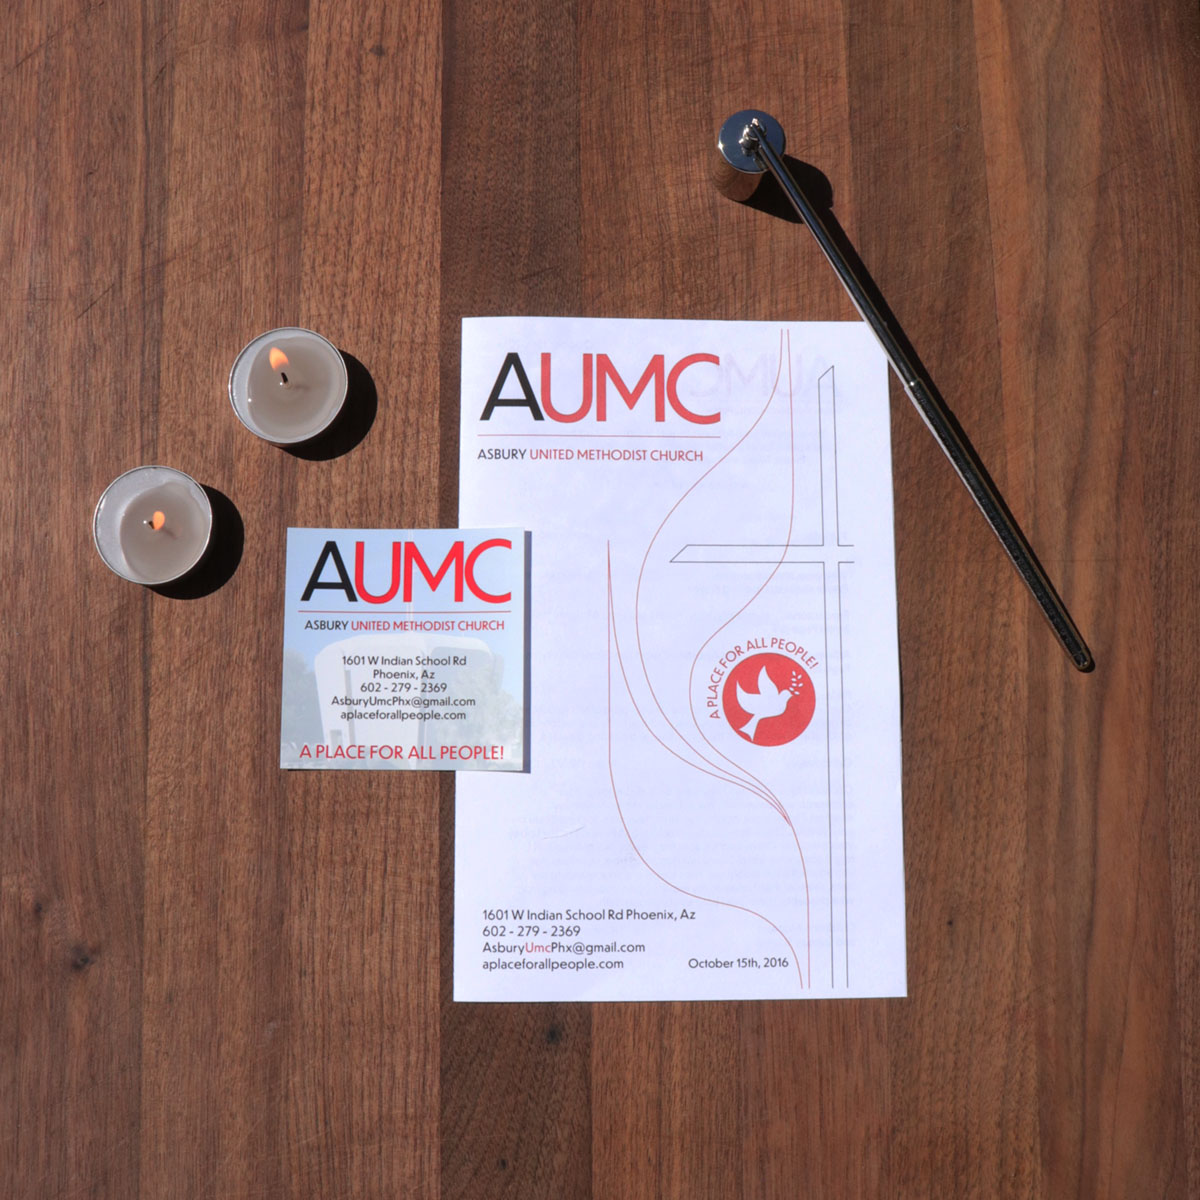 AUMC
ASBURY UNITED METHODIST CHURCH
A PLACE FOR ALL PEOPLE!
1601 W Indian School Rd Phoenix, Az
602 - 279 - 2369
AsburyUmcPhx@gmail.com
aplaceforallpeople.com
October 15th, 2016
AUMC
ASBURY UNITED METHODIST CHURCH
1601 W Indian School Rd
Phoenix, Az
602 - 279 - 2369
AsburyUmcPhx@gmail.com
aplaceforallpeople.com
A PLACE FOR ALL PEOPLE!